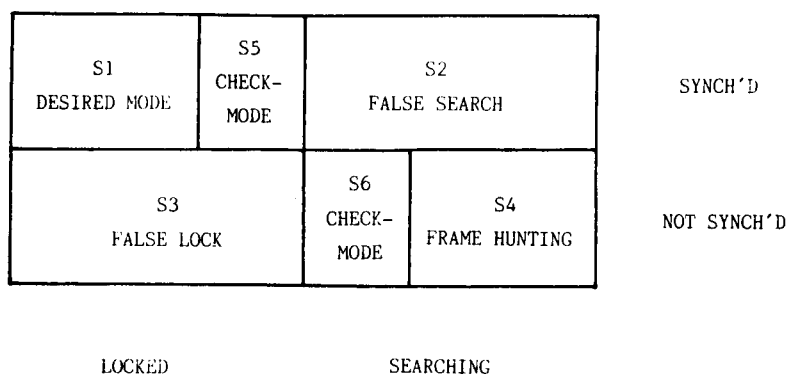 S1
DESIRED MODE
S5
CHECK-
MODE
S2
FALSE SEARCH
SYNCH'D
S3
FALSE LOCK
S6
CHECK-
MODE
S4
FRAME HUNTING
NOT SYNCH'D
LOCKED
SEARCHING